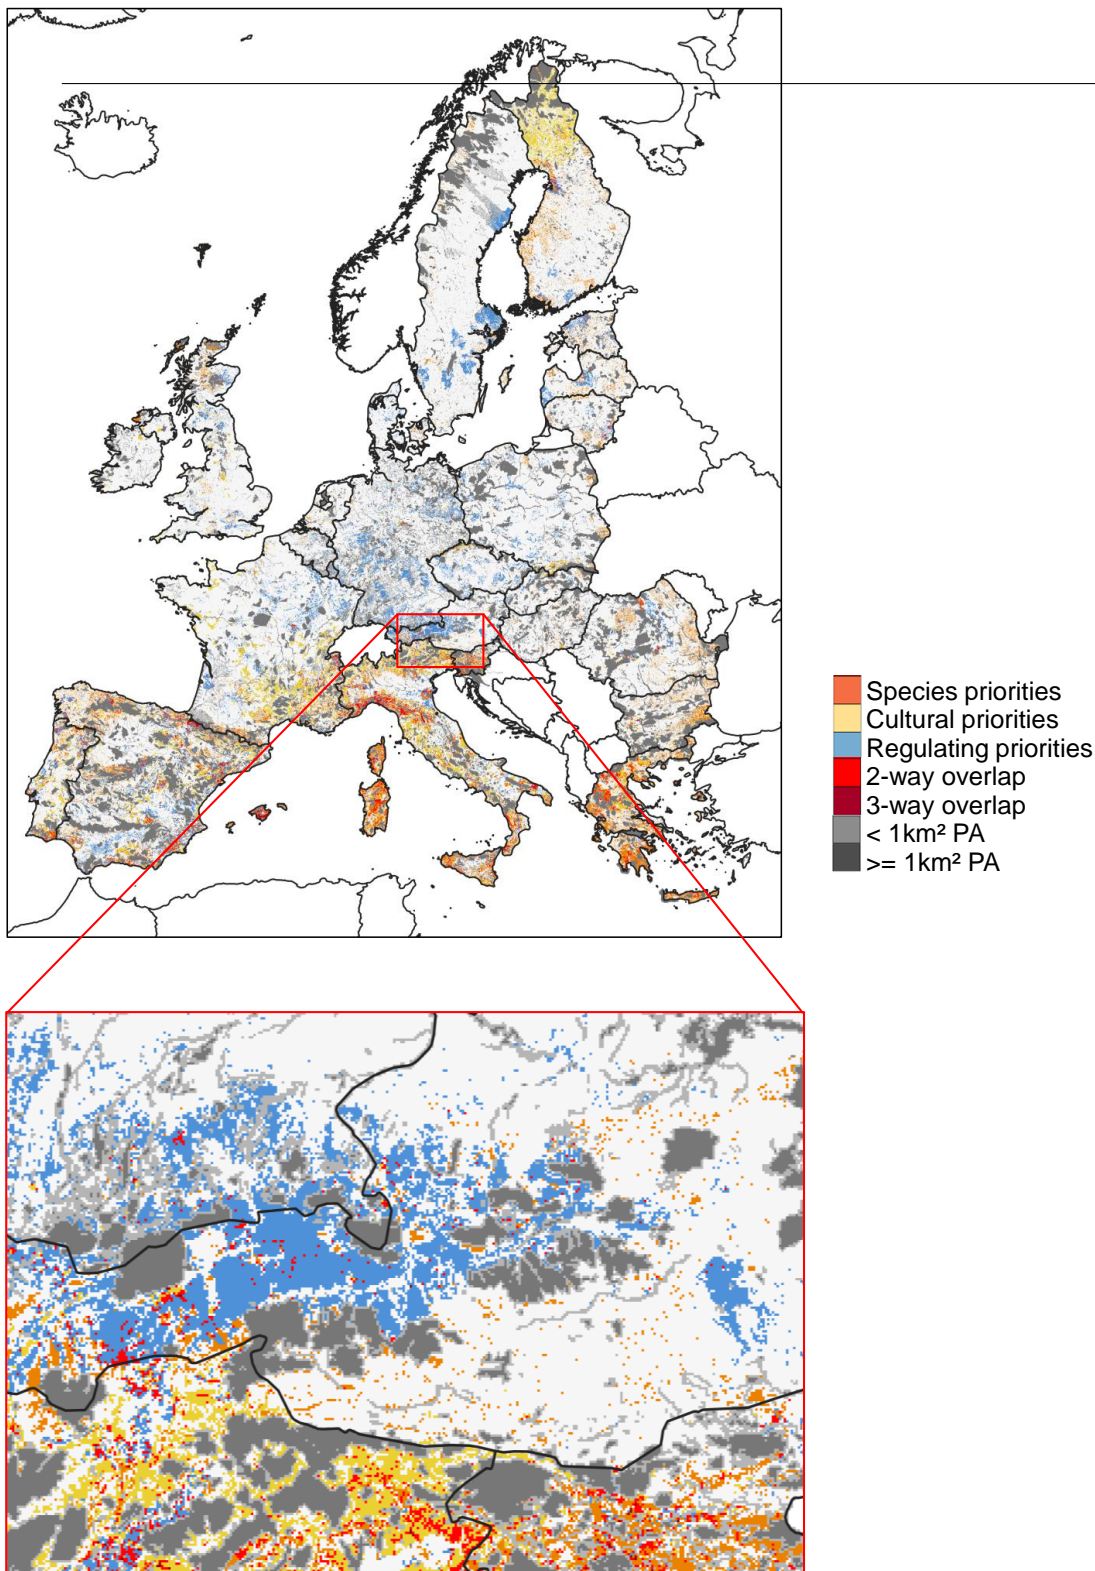 Species priorities
Cultural priorities
Regulating priorities
2-way overlap
3-way overlap
< 1km² PA
>= 1km² PA